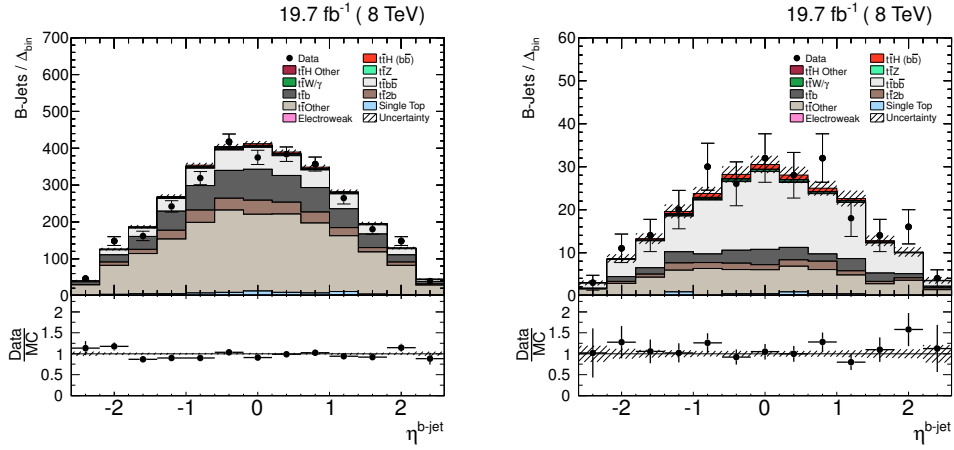 19.7 fb⁻¹ ( 8 TeV)
B-Jets / Δbin
700
600
500
400
300
200
100
0
Data
tt̄H (bb̄)
tt̄H Other
tt̄Z
tt̄W/γ
tt̄bb̄
tt̄b
tt̄2b
tt̄Other
Single Top
Electroweak
Uncertainty
Data
MC
2
1.5
1
0.5
0
-2 -1 0 1 2
η b-jet
19.7 fb⁻¹ ( 8 TeV)
B-Jets / Δbin
60
50
40
30
20
10
0
Data
tt̄H (bb̄)
tt̄H Other
tt̄Z
tt̄W/γ
tt̄bb̄
tt̄b
tt̄2b
tt̄Other
Single Top
Electroweak
Uncertainty
Data
MC
2
1.5
1
0.5
0
-2 -1 0 1 2
η b-jet